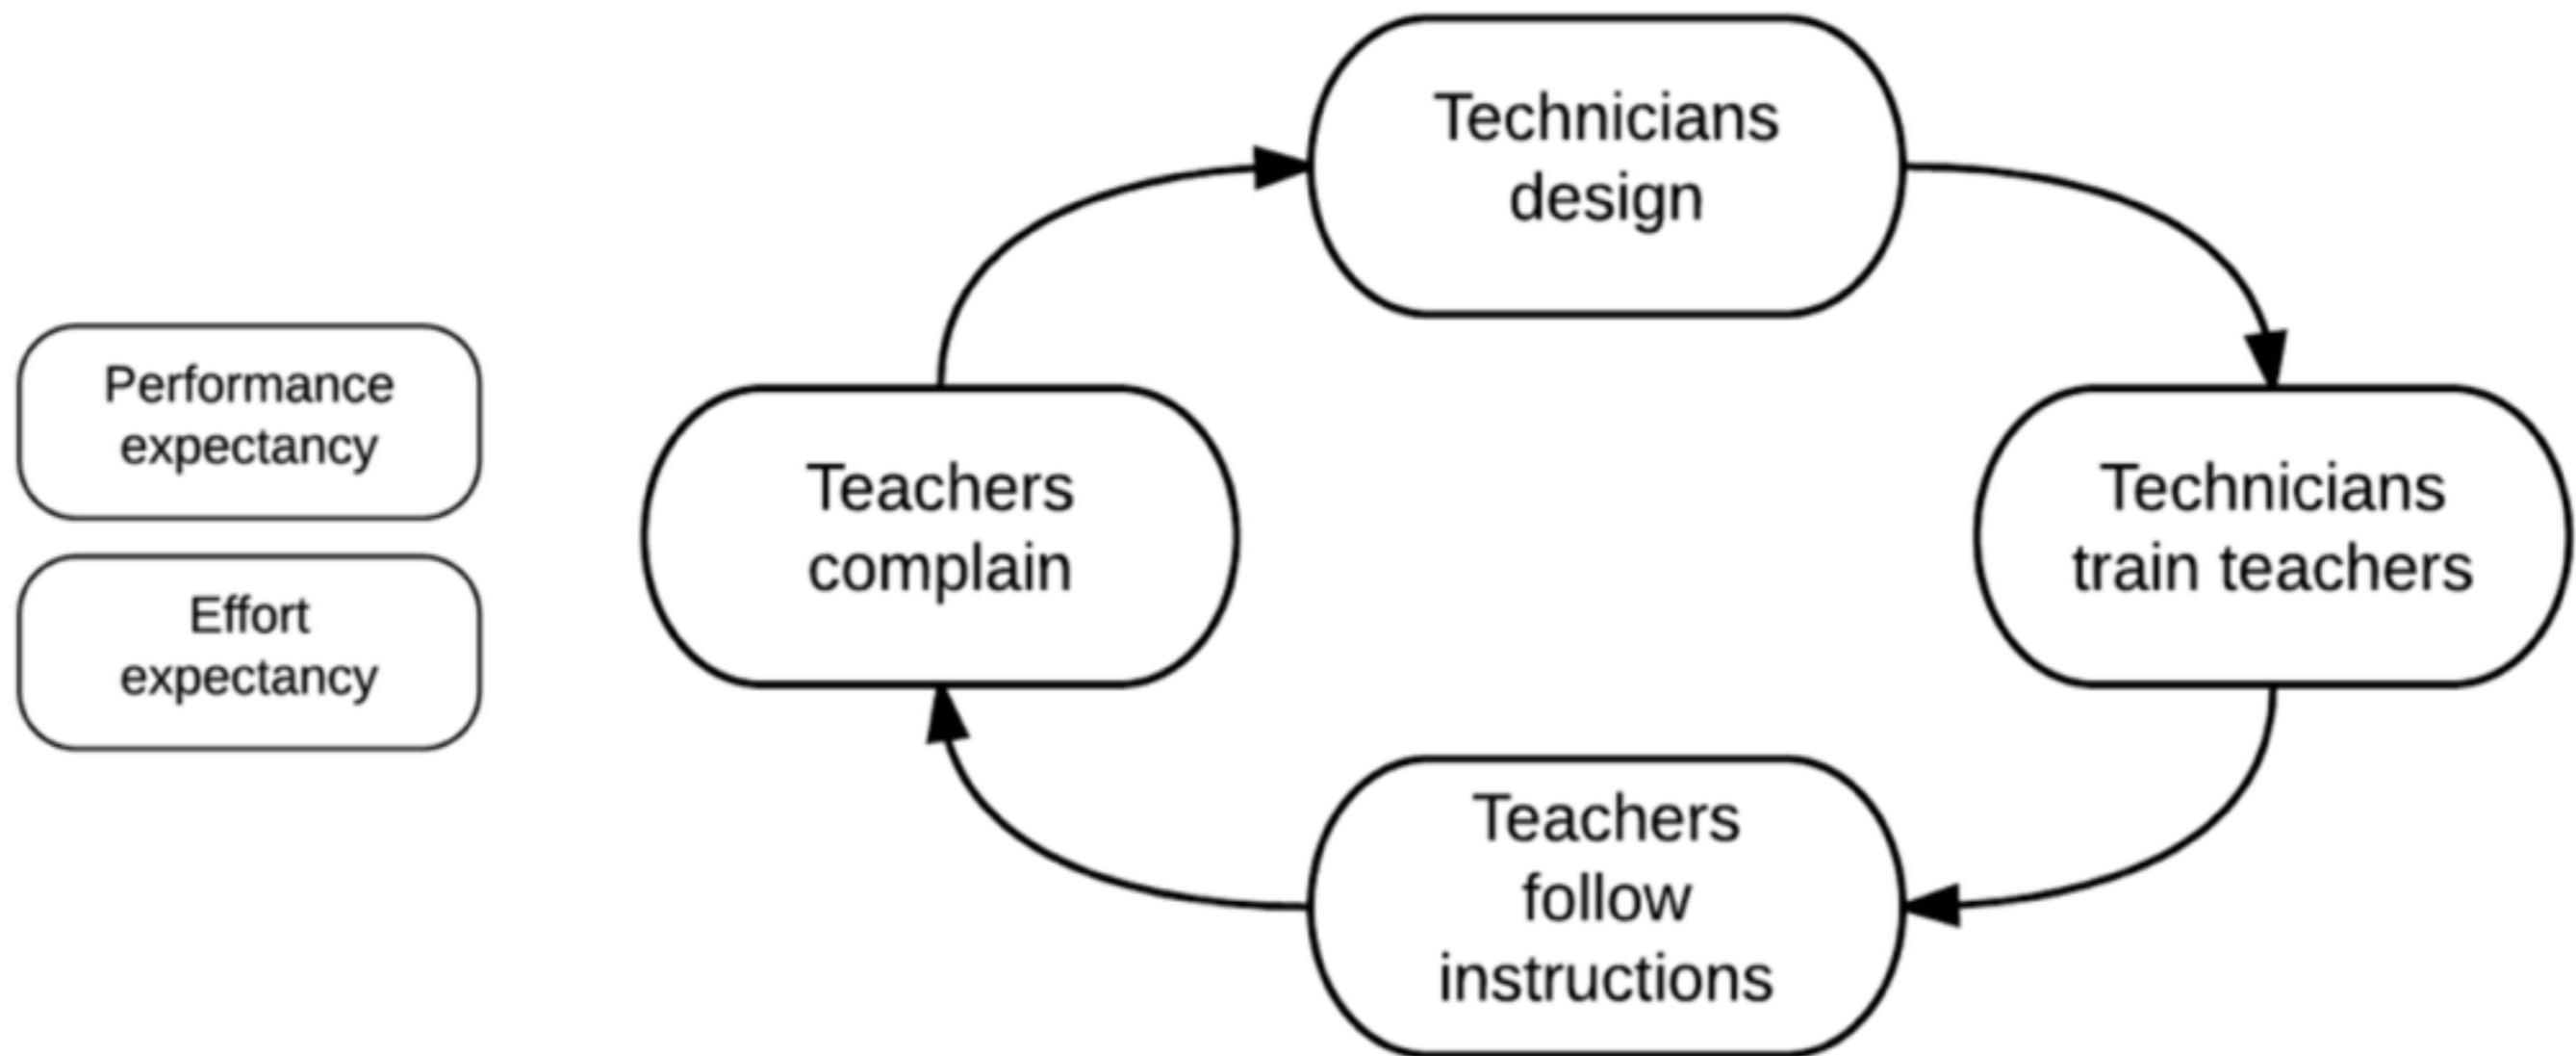 Performance
expectancy
Effort
expectancy
Technicians
design
Technicians
train teachers
Teachers
follow
instructions
Teachers
complain